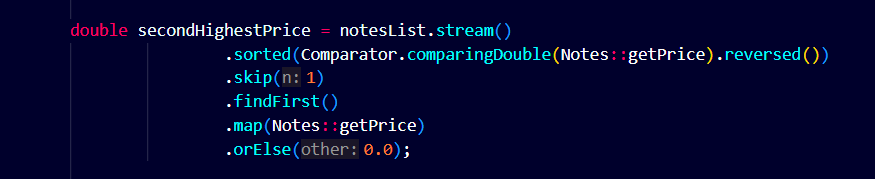 double secondHighestPrice = notesList.stream()
.sorted(Comparator.comparingDouble(Notes::getPrice).reversed())
.skip(n: 1)
.findFirst()
.map(Notes::getPrice)
.orElse(other: 0.0);